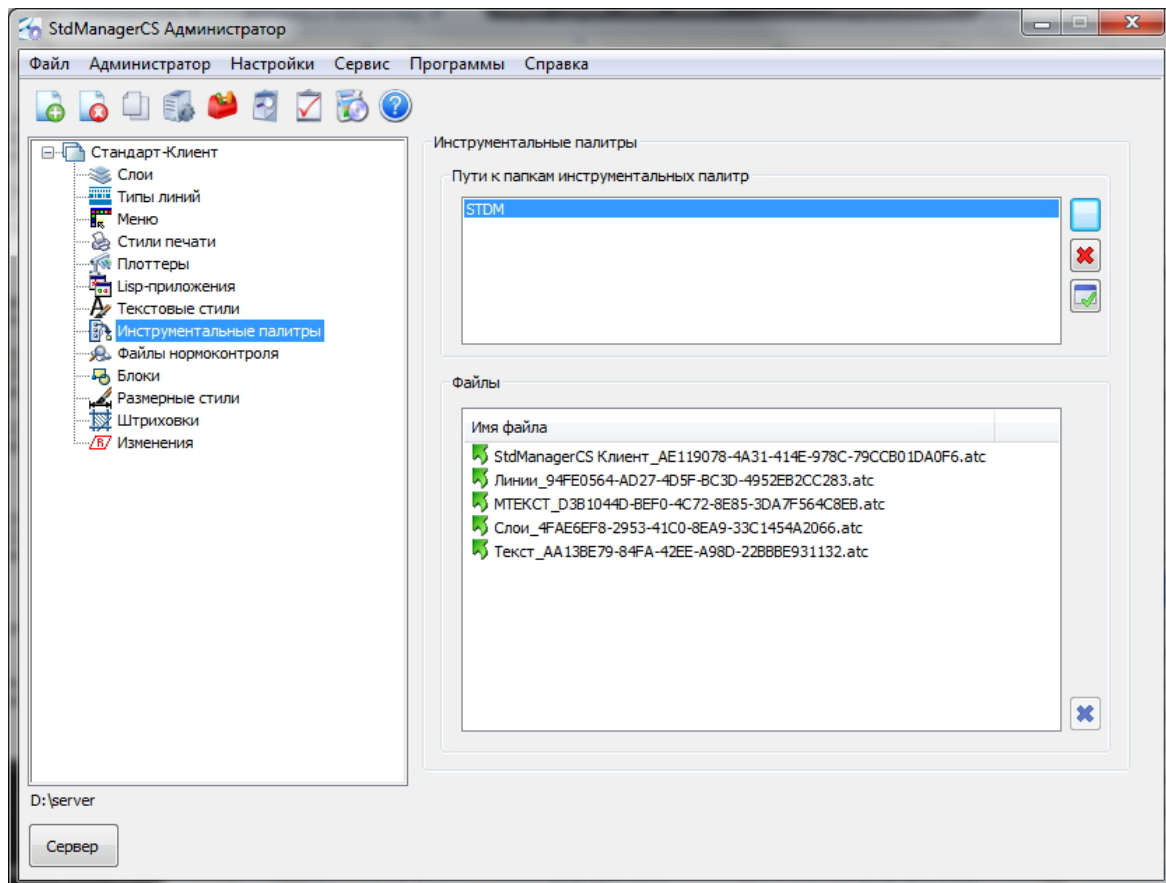 StdManagerCS Администратор
Файл Администратор Настройки Сервис Программы Справка
Стандарт-Клиент
Слои
Типы линий
Меню
Стили печати
Плоттеры
Lisp-приложения
Текстовые стили
Инструментальные палитры
Файлы нормоконтроля
Блоки
Размерные стили
Штриховки
Изменения
D:\server
Сервер
Инструментальные палитры
Пути к папкам инструментальных палитр
STDM
Файлы
Имя файла
StdManagerCS Клиент_AE119078-4A31-414E-978C-79CCB01DA0F6.atc
Линии_94FE0564-AD27-4D5F-BC3D-4952EB2CC283.atc
МТЕКСТ_D3B1044D-BEF0-4C72-8E85-3DA7F564C8EB.atc
Слои_4FAE6EF8-2953-41C0-8EA9-33C1454A2066.atc
Текст_AA13BE79-84FA-42EE-A98D-22BBBE931132.atc